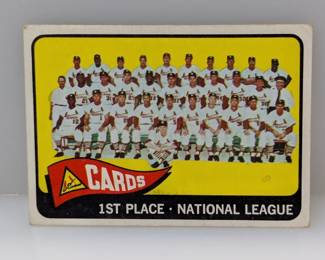 CARDS
1ST PLACE · NATIONAL LEAGUE